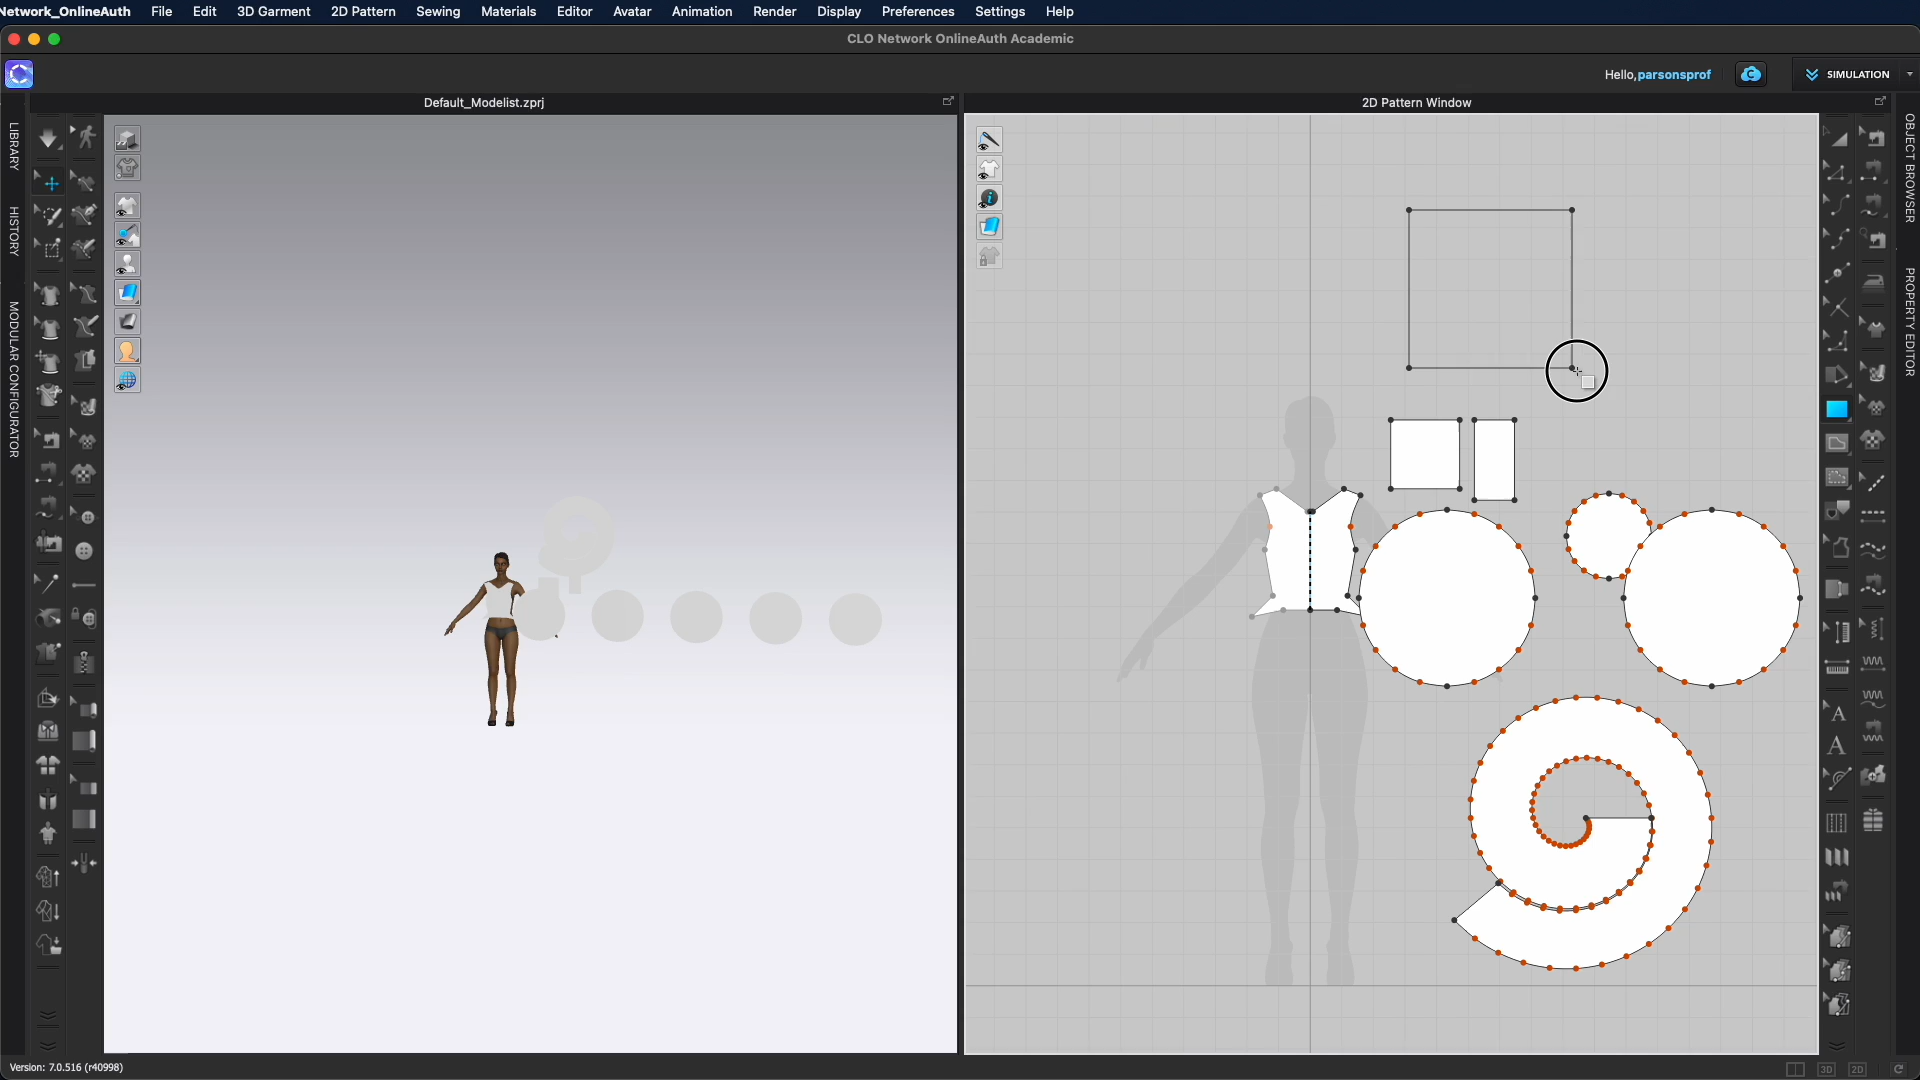 Network_OnlineAuth File Edit 3D Garment 2D Pattern Sewing Materials Editor Avatar Animation Render Display Preferences Settings Help
CLO Network OnlineAuth Academic
Hello,parsonsprof
SIMULATION
Default_Modelist.zprj
2D Pattern Window
LIBRARY
HISTORY
MODULAR CONFIGURATOR
OBJECT BROWSER
PROPERTY EDITOR
A
A
Version: 7.0.516 (r40998)
3D
2D